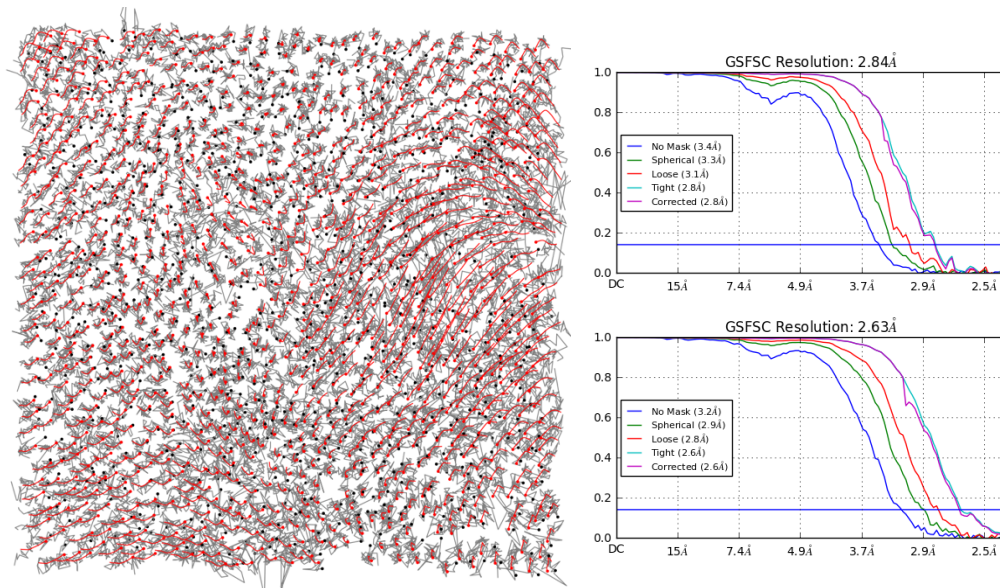 GSFSC Resolution: 2.84Å
1.0
0.8
0.6
0.4
0.2
0.0
No Mask (3.4Å)
Spherical (3.3Å)
Loose (3.1Å)
Tight (2.8Å)
Corrected (2.8Å)
DC 15Å 7.4Å 4.9Å 3.7Å 2.9Å 2.5Å
GSFSC Resolution: 2.63Å
1.0
0.8
0.6
0.4
0.2
0.0
No Mask (3.2Å)
Spherical (2.9Å)
Loose (2.8Å)
Tight (2.6Å)
Corrected (2.6Å)
DC 15Å 7.4Å 4.9Å 3.7Å 2.9Å 2.5Å